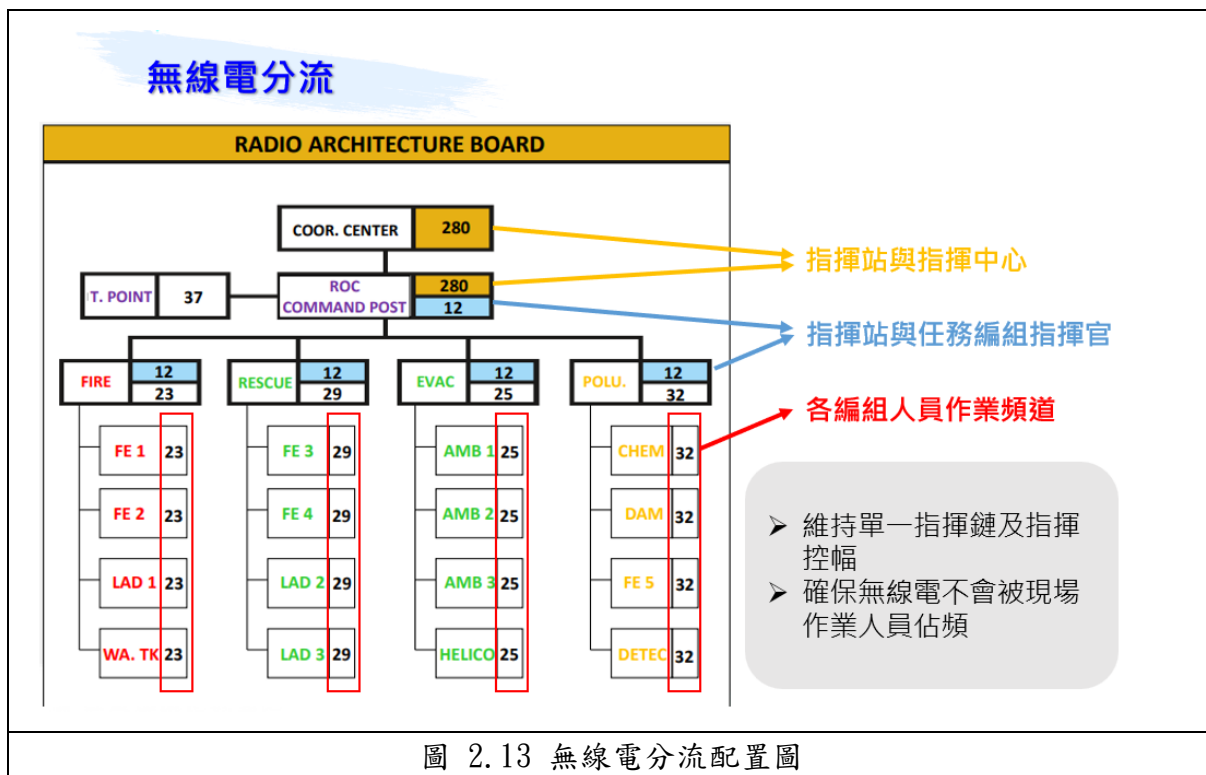 無線電分流
RADIO ARCHITECTURE BOARD
COOR. CENTER 280
T. POINT 37
ROC
COMMAND POST
280
12
指揮站與指揮中心
指揮站與任務編組指揮官
各編組人員作業頻道
FIRE 12 23
RESCUE 12 29
EVAC 12 25
POLU. 12 32
FE 1 23
FE 3 29
AMB 1 25
CHEM 32
FE 2 23
FE 4 29
AMB 2 25
DAM 32
LAD 1 23
LAD 2 29
AMB 3 25
FE 5 32
WA. TK 23
LAD 3 29
HELICO 25
DETEC 32
➢ 維持單一指揮鏈及指揮
控幅
➢ 確保無線電不會被現場
作業人員佔頻
圖 2.13 無線電分流配置圖